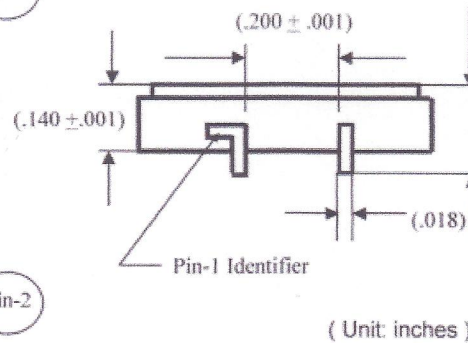 (.200 ± .001)
(.140 ±.001)
(.018)
Pin-1 Identifier
in-2
( Unit: inches )